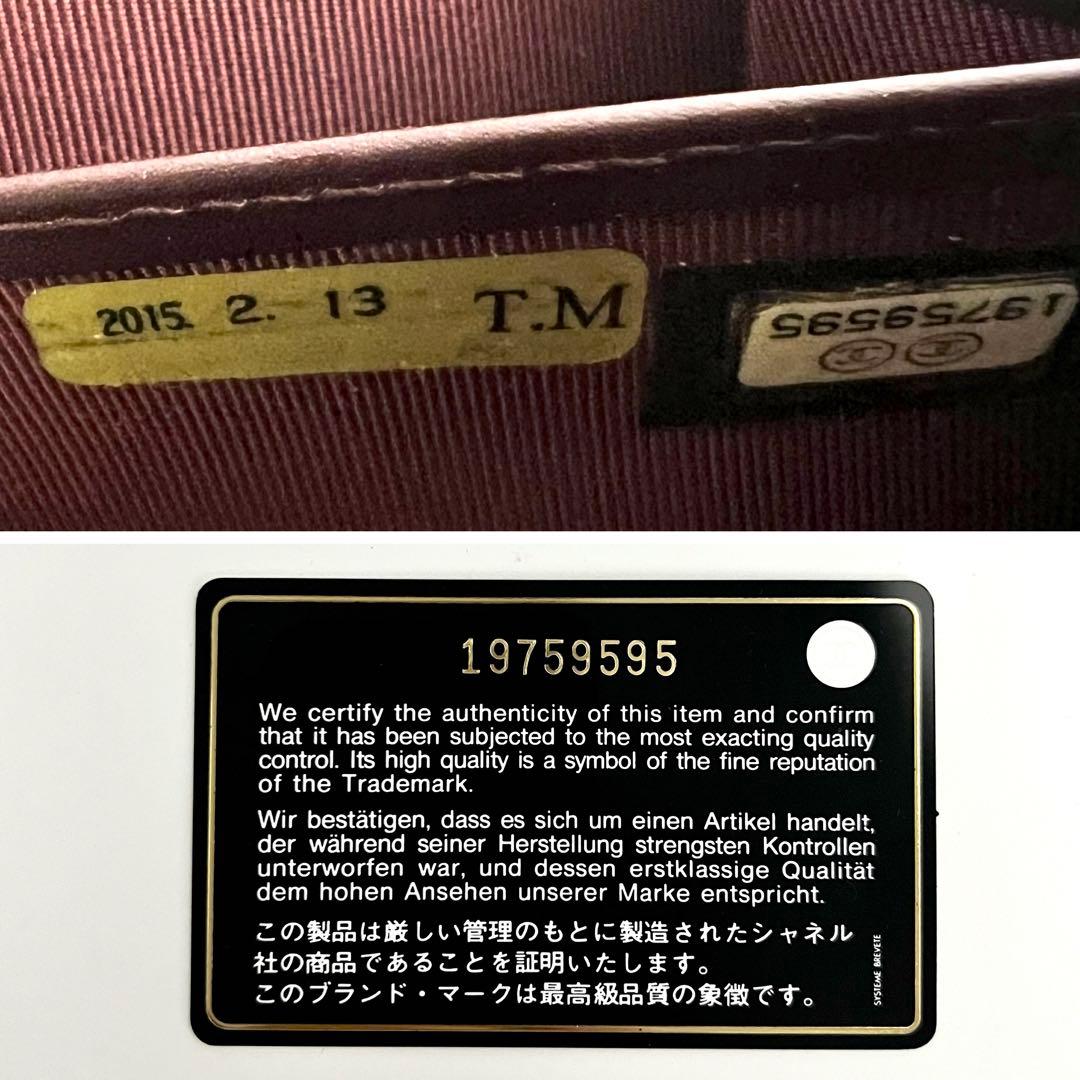 2015. 2. 13 T.M
19759595
19759595
We certify the authenticity of this item and confirm
that it has been subjected to the most exacting quality
control. Its high quality is a symbol of the fine reputation
of the Trademark.
Wir bestätigen, dass es sich um einen Artikel handelt,
der während seiner Herstellung strengsten Kontrollen
unterworfen war, und dessen erstklassige Qualität
dem hohen Ansehen unserer Marke entspricht.
この製品は厳しい管理のもとに製造されたシャネル
社の商品であることを証明いたします。
このブランド・マークは最高級品質の象徴です。
SYSTEME BREVETE